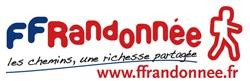 FFRandonnée
les chemins, une richesse partagée
www.ffrandonnee.fr